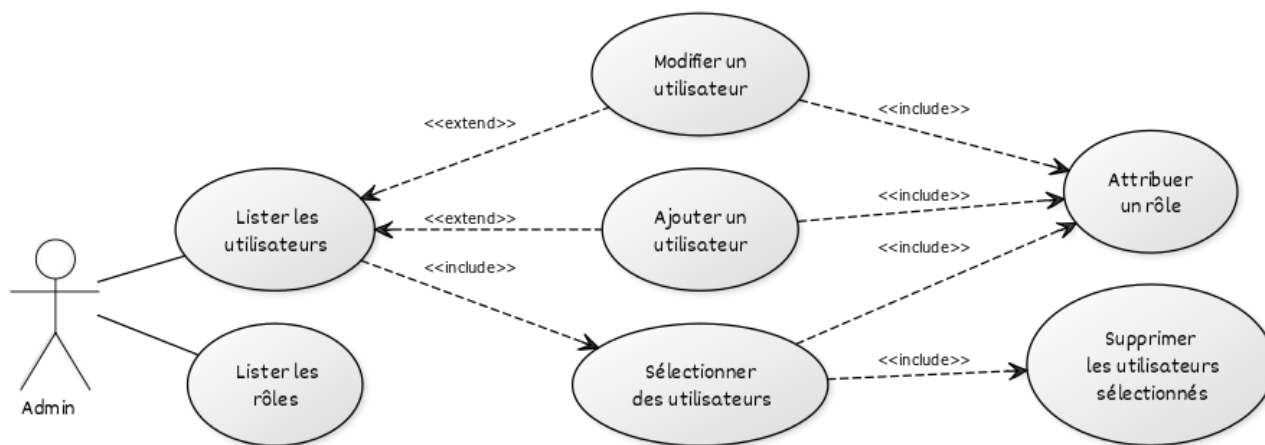 Modifier un
utilisateur
<<extend>>
<<include>>
Lister les
utilisateurs
<<extend>>
Ajouter un
utilisateur
<<include>>
Attribuer
un rôle
<<include>>
<<include>>
Admin
Lister les
rôles
Sélectionner
des utilisateurs
<<include>>
Supprimer
les utilisateurs
sélectionnés